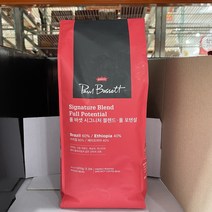 Paul Bassett
Signature Blend
Full Potential
폴 바셋 시그니처 블렌드 : 풀 포텐셜
Brazil 60% / Ethiopia 40%